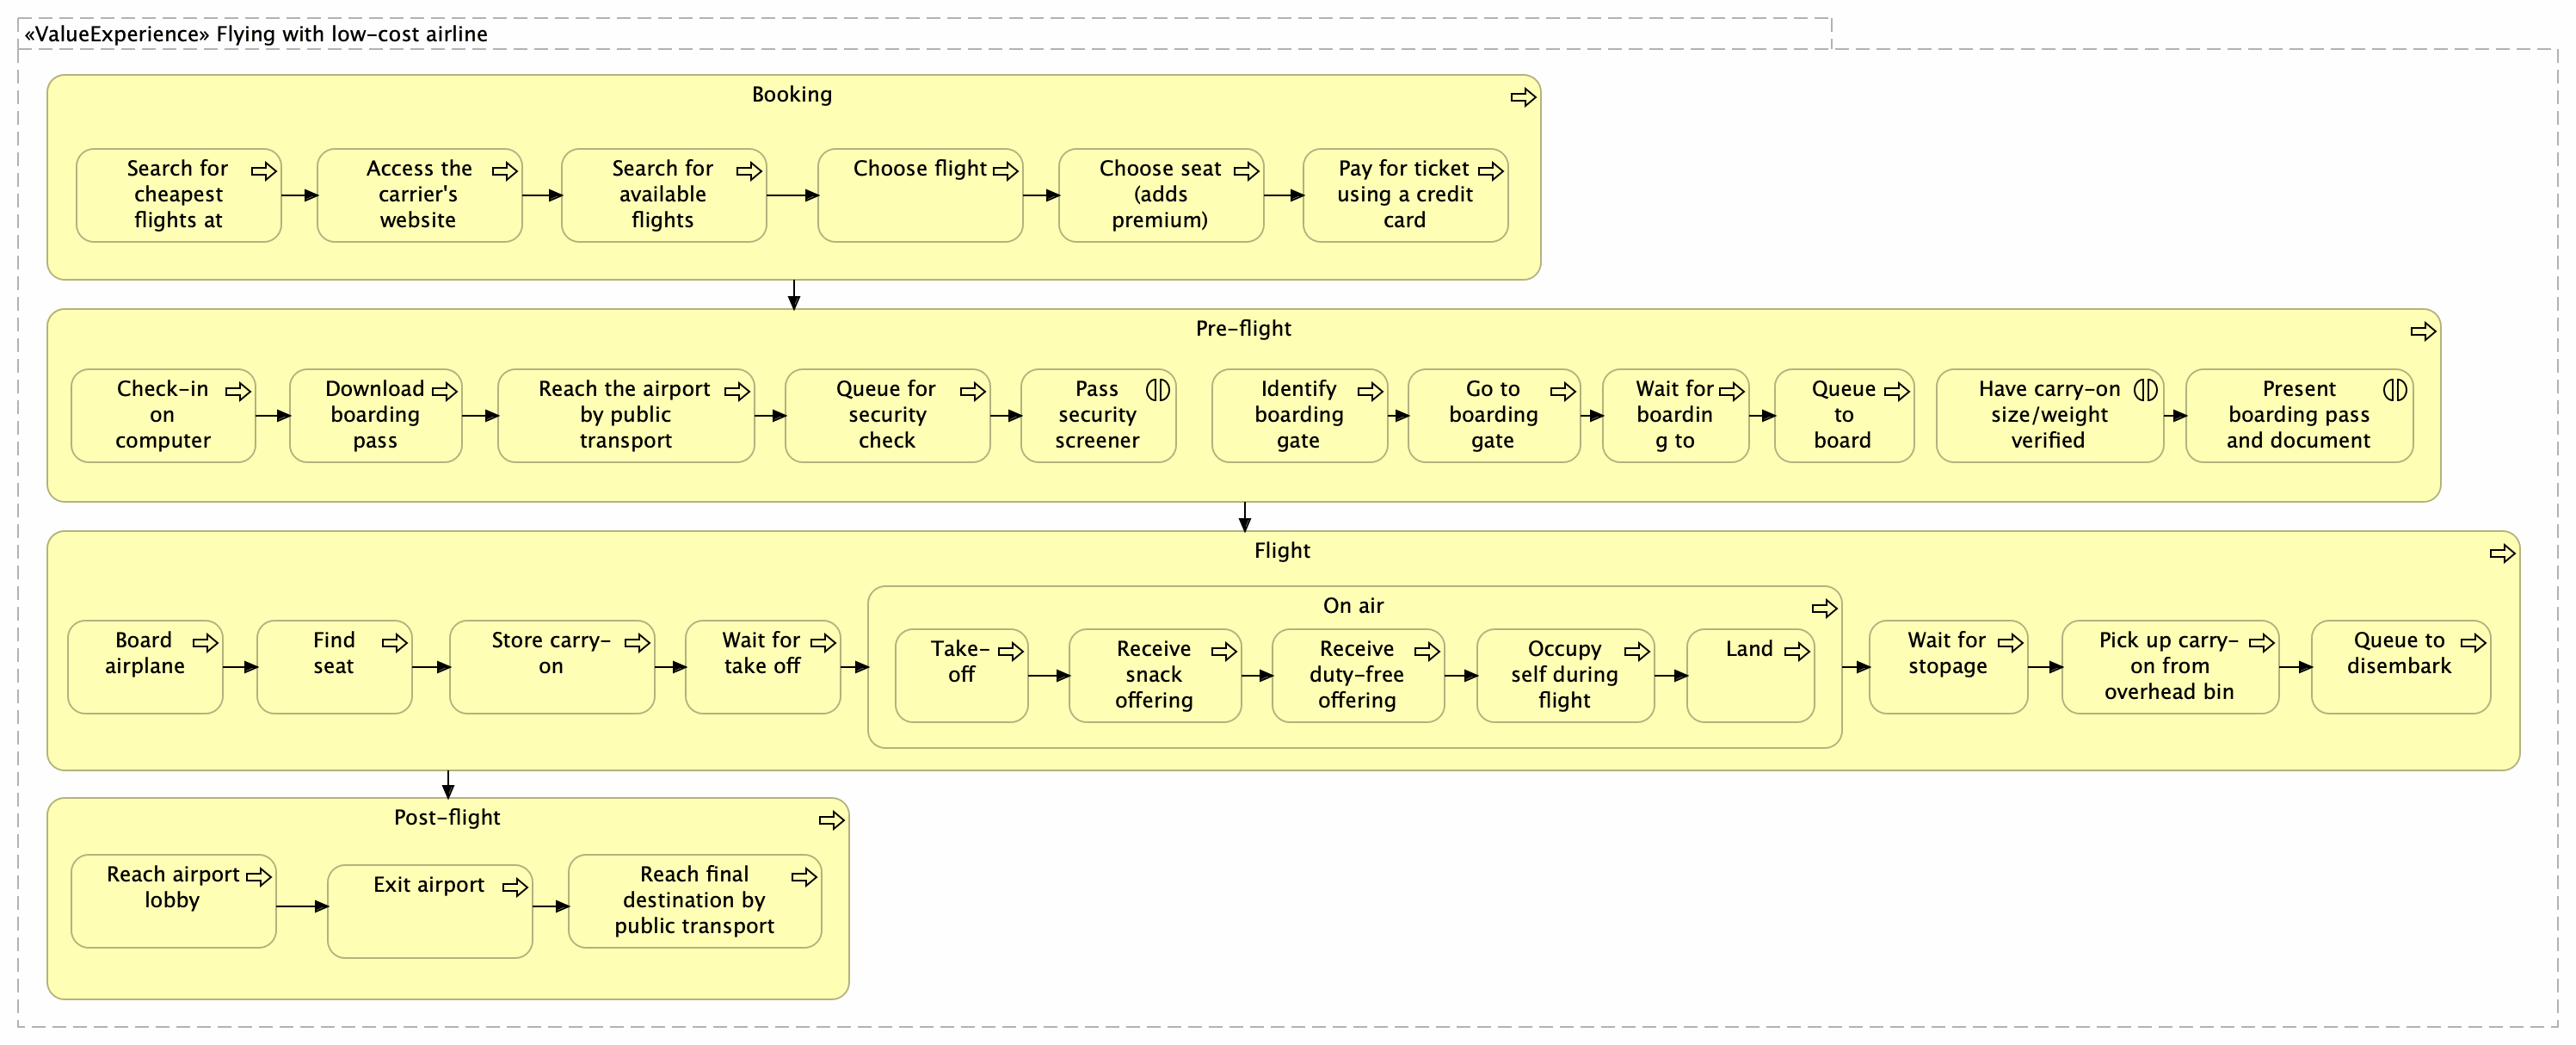 «ValueExperience» Flying with low-cost airline
Booking
Search for
cheapest
flights at
Access the
carrier's
website
Search for
available
flights
Choose flight
Choose seat
(adds
premium)
Pay for ticket
using a credit
card
Pre-flight
Check-in
on
computer
Download
boarding
pass
Reach the airport
by public
transport
Queue for
security
check
Pass
security
screener
Identify
boarding
gate
Go to
boarding
gate
Wait for
boardin
g to
Queue
to
board
Have carry-on
size/weight
verified
Present
boarding pass
and document
Flight
Board
airplane
Find
seat
Store carry-
on
Wait for
take off
On air
Take-
off
Receive
snack
offering
Receive
duty-free
offering
Occupy
self during
flight
Land
Wait for
stopage
Pick up carry-
on from
overhead bin
Queue to
disembark
Post-flight
Reach airport
lobby
Exit airport
Reach final
destination by
public transport